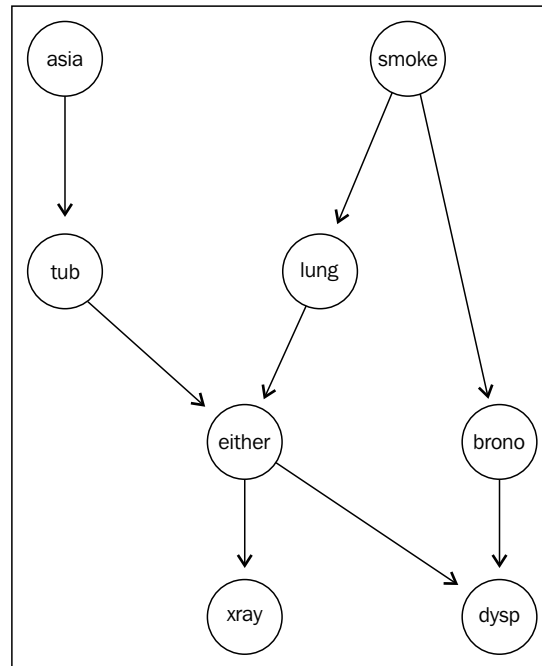 asia
smoke
tub
lung
either
brono
xray
dysp